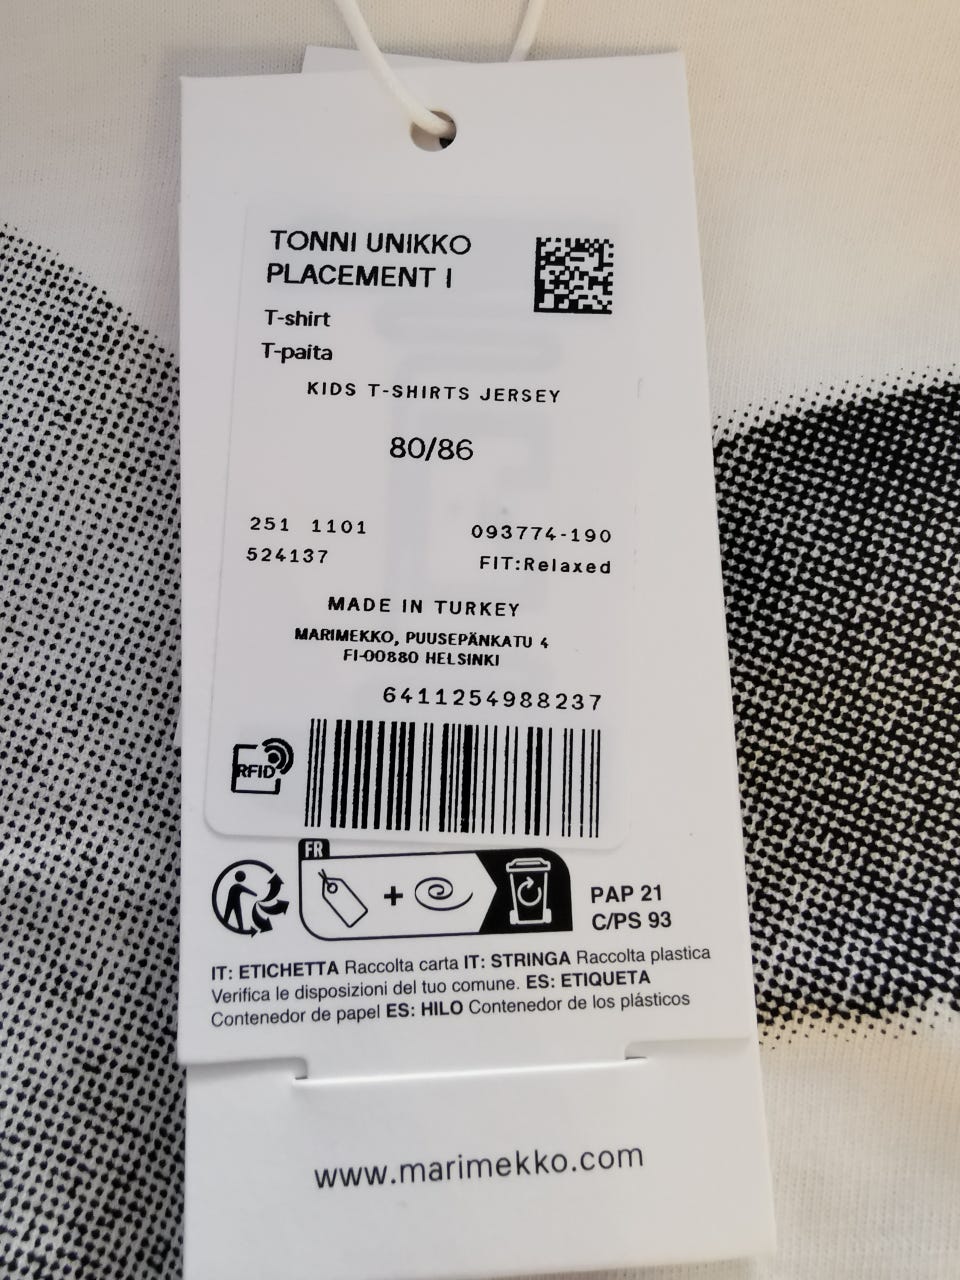 TONNI UNIKKO
PLACEMENT I
T-shirt
T-paita
KIDS T-SHIRTS JERSEY
80/86
251 1101 093774-190
524137 FIT:Relaxed
MADE IN TURKEY
MARIMEKKO, PUUSEPÄNKATU 4
FI-00880 HELSINKI
6411254988237
RFID
FR
PAP 21
C/PS 93
IT: ETICHETTA Raccolta carta IT: STRINGA Raccolta plastica
Verifica le disposizioni del tuo comune. ES: ETIQUETA
Contenedor de papel ES: HILO Contenedor de los plásticos
www.marimekko.com